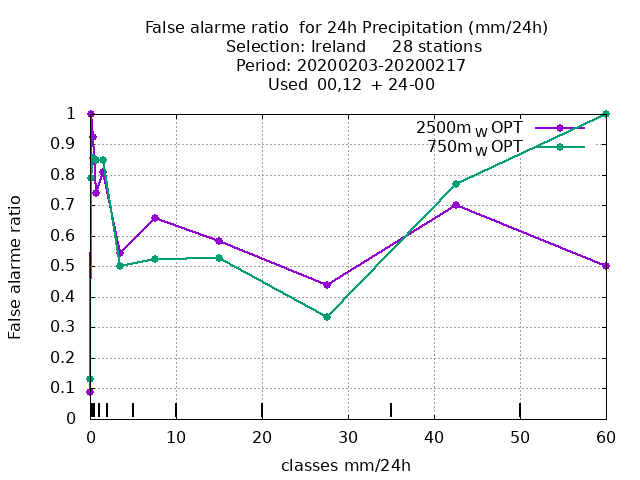 False alarme ratio  for 24h Precipitation (mm/24h)
Selection: Ireland     28 stations
Period: 20200203-20200217
Used  00,12  + 24-00
2500m W OPT
750m W OPT
False alarme ratio
1
0.9
0.8
0.7
0.6
0.5
0.4
0.3
0.2
0.1
0
0 10 20 30 40 50 60
classes mm/24h